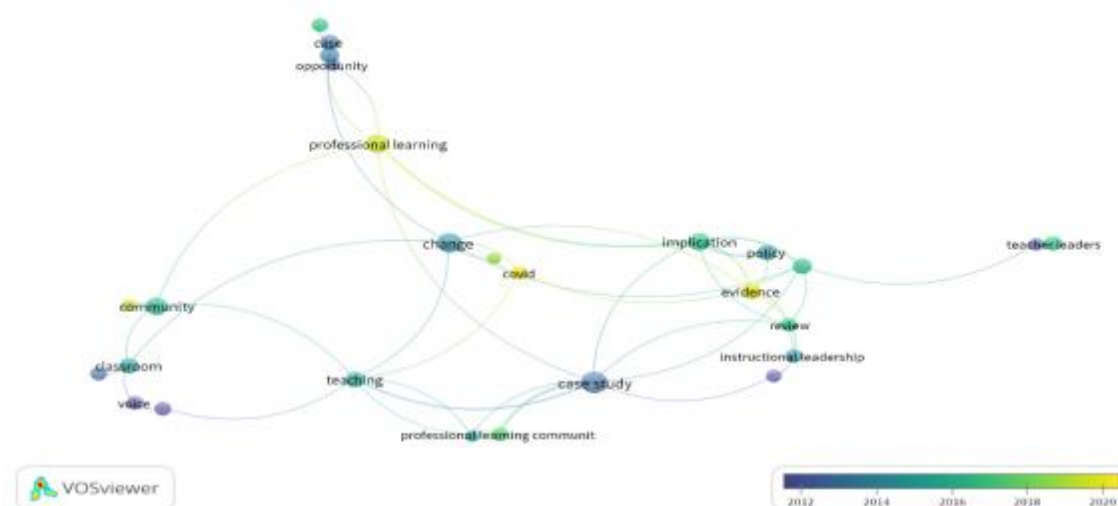 case
opportunity
professional learning
change
implication
policy
teacher leaders
covid
evidence
community
review
instructional leadership
classroom
teaching
case study
voice
professional learning communit
VOSviewer
2012 2014 2016 2018 2020